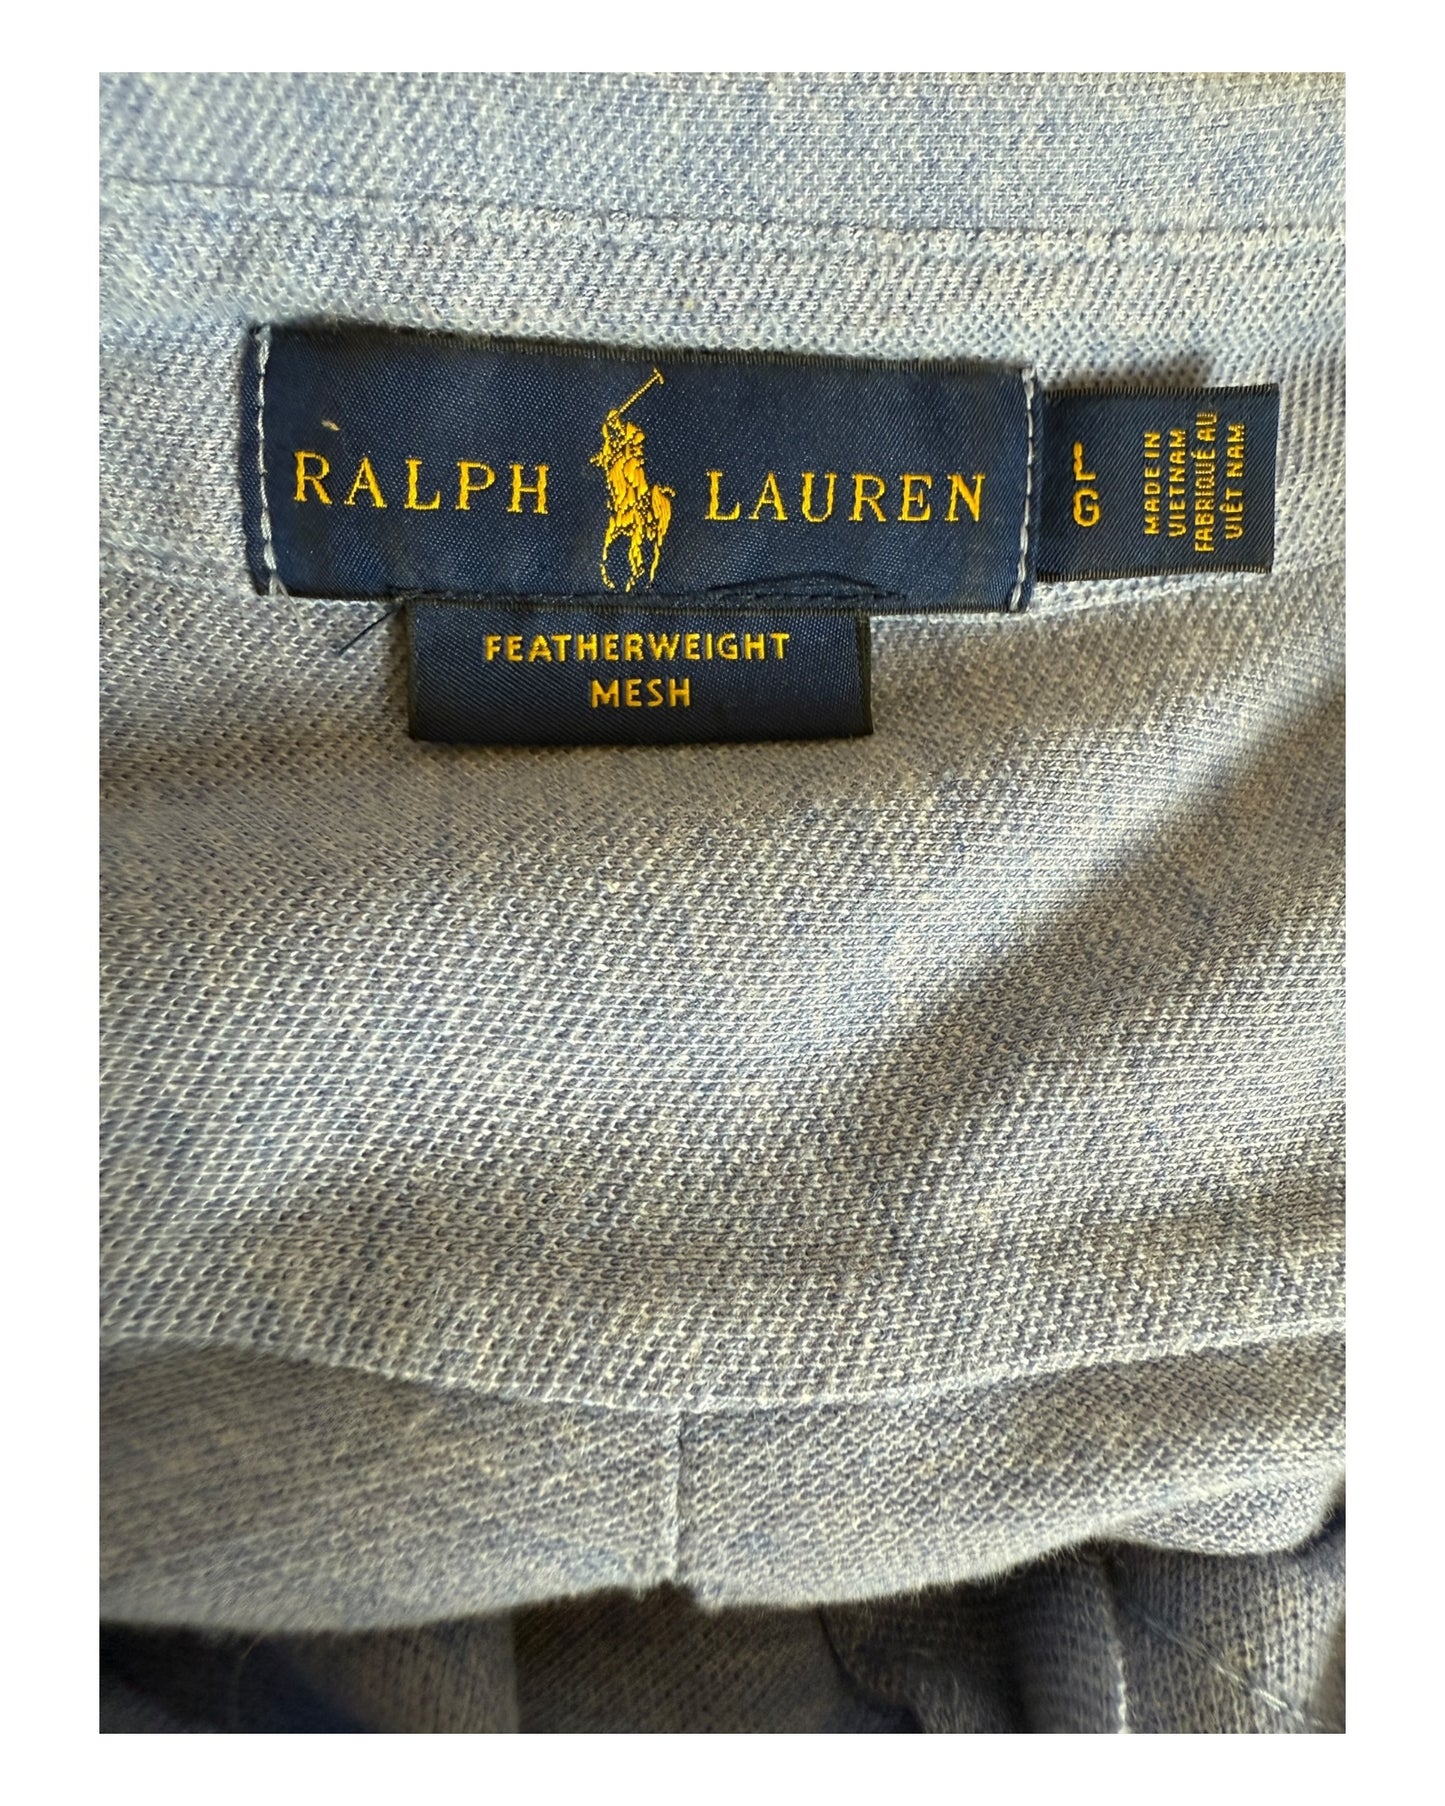 RALPH LAUREN
FEATHERWEIGHT
MESH
MADE IN
VIETNAM
FABRIQUÉ AU
VIÊT NAM